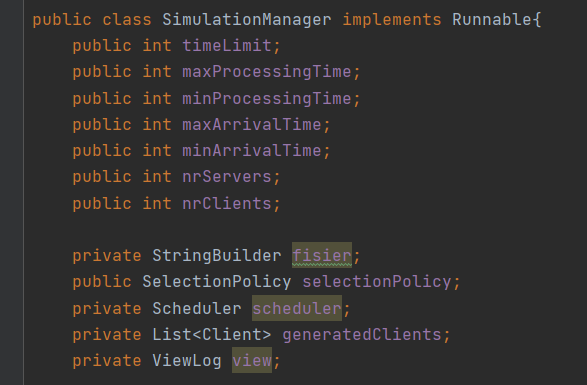 public class SimulationManager implements Runnable{
public int timeLimit;
public int maxProcessingTime;
public int minProcessingTime;
public int maxArrivalTime;
public int minArrivalTime;
public int nrServers;
public int nrClients;
private StringBuilder fisier;
public SelectionPolicy selectionPolicy;
private Scheduler scheduler;
private List<Client> generatedClients;
private ViewLog view;